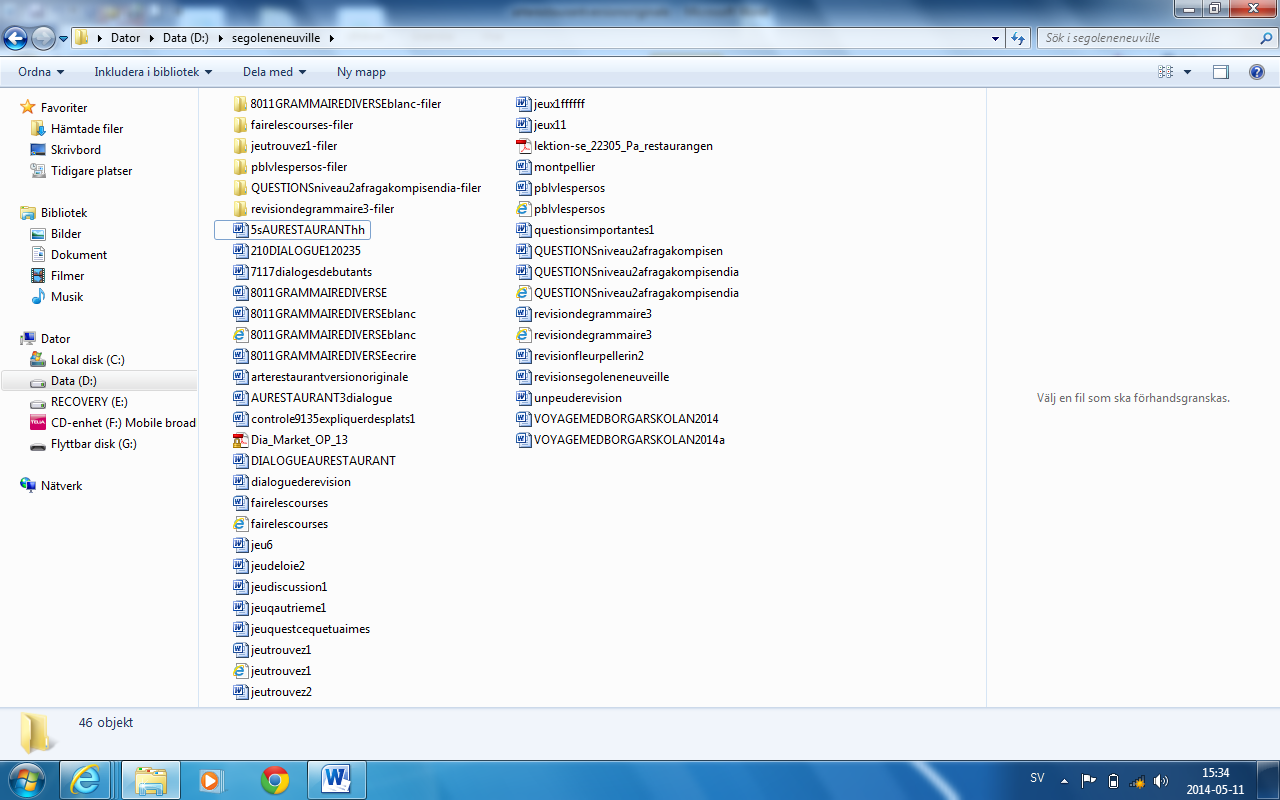 Dator Data (D:) segoleneneuville
Sök i segoleneneuville
Ordna Inkludera i bibliotek Dela med Ny mapp
Favoriter
Hämtade filer
Skrivbord
Tidigare platser
Bibliotek
Bilder
Dokument
Filmer
Musik
Dator
Lokal disk (C:)
Data (D:)
RECOVERY (E:)
CD-enhet (F:) Mobile broad
Flyttbar disk (G:)
Nätverk
8011GRAMMAIREDIVERSEblanc-filer
fairelescourses-filer
jeutrouvez1-filer
pblvlespersos-filer
QUESTIONSniveau2afragakompisendia-filer
revisiondegrammaire3-filer
5sAURESTAURANThh
210DIALOGUE120235
7117dialogesdebutants
8011GRAMMAIREDIVERSE
8011GRAMMAIREDIVERSEblanc
8011GRAMMAIREDIVERSEblanc
8011GRAMMAIREDIVERSEecrire
arterestaurantversionoriginale
AURESTAURANT3dialogue
controle9135expliquerdesplats1
Dia_Market_OP_13
DIALOGUEAURESTAURANT
dialoguederevision
fairelescourses
fairelescourses
jeu6
jeudeloie2
jeudiscussion1
jeuqautrieme1
jeuquestcequetuaimes
jeutrouvez1
jeutrouvez1
jeutrouvez2
jeux1ffffff
jeux11
lektion-se_22305_Pa_restaurangen
montpellier
pblvlespersos
pblvlespersos
questionsimportantes1
QUESTIONSniveau2afragakompisen
QUESTIONSniveau2afragakompisendia
QUESTIONSniveau2afragakompisendia
revisiondegrammaire3
revisiondegrammaire3
revisionfleurpellerin2
revisionsegoleneneuveille
unpeuderevision
VOYAGEMEDBORGARSKOLAN2014
VOYAGEMEDBORGARSKOLAN2014a
Välj en fil som ska förhandsgranskas.
46 objekt
SV
15:34
2014-05-11